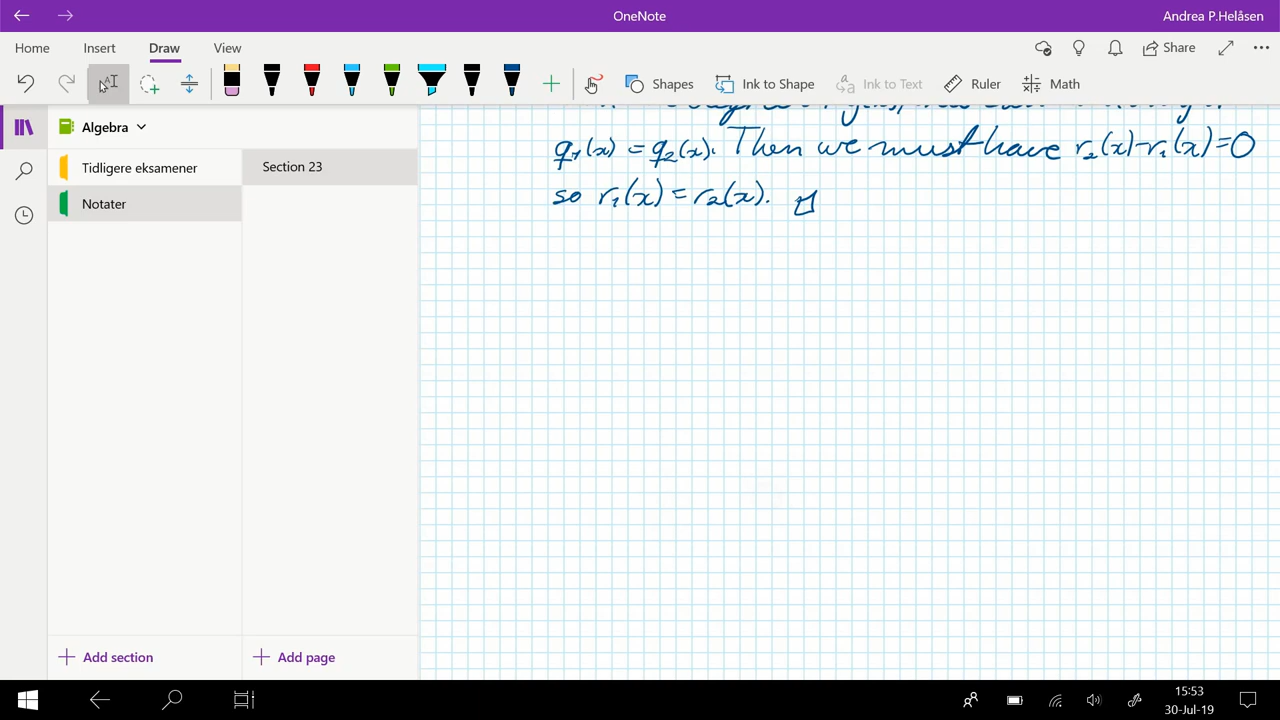 OneNote
Andrea P.Helåsen
Home Insert Draw View
Share
Shapes Ink to Shape Ink to Text Ruler Math
Algebra
Tidligere eksamener
Notater
Section 23
q₁(x) = q₂(x). Then we must have r₂(x)-r₁(x)=0
so r₁(x) = r₂(x).
Add section
Add page
15:53
30-Jul-19